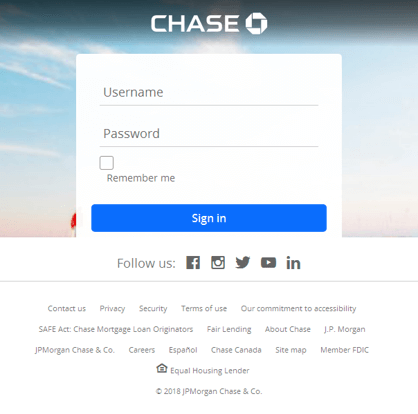 CHASE
Username
Password
Remember me
Sign in
Follow us:
Contact us Privacy Security Terms of use Our commitment to accessibility
SAFE Act: Chase Mortgage Loan Originators Fair Lending About Chase J.P. Morgan
JPMorgan Chase & Co. Careers Español Chase Canada Site map Member FDIC
Equal Housing Lender
© 2018 JPMorgan Chase & Co.